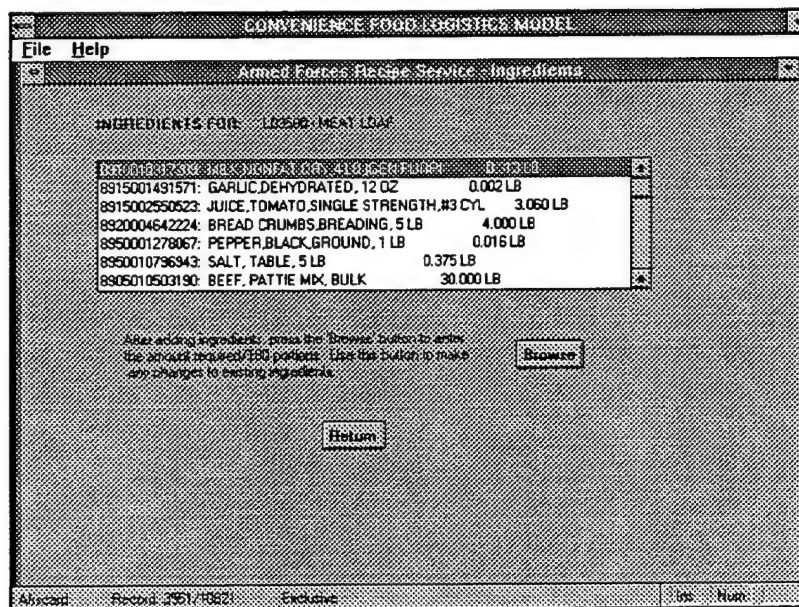 CONVENIENCE FOOD LOGISTICS MODEL
File Help
Armed Forces Recipe Service - Ingredients
INGREDIENTS FOR: MEAT LOAF
MILK, NONFAT, DRY
8915001491571: GARLIC,DEHYDRATED, 12 OZ 0.002 LB
8915002550523: JUICE,TOMATO,SINGLE STRENGTH,#3 CYL 3.060 LB
8920004642224: BREAD CRUMBS,BREADING, 5 LB 4.000 LB
8950001278067: PEPPER,BLACK,GROUND, 1 LB 0.016 LB
8950010796943: SALT, TABLE, 5 LB 0.375 LB
8905010503190: BEEF, PATTIE MIX, BULK 30.000 LB
After adding ingredients, press the 'Browse' button to enter
the amount required/100 portions. Use this button to make
any changes to existing ingredients.
Browse
Return
Afrscard Record: Exclusive Ins Num